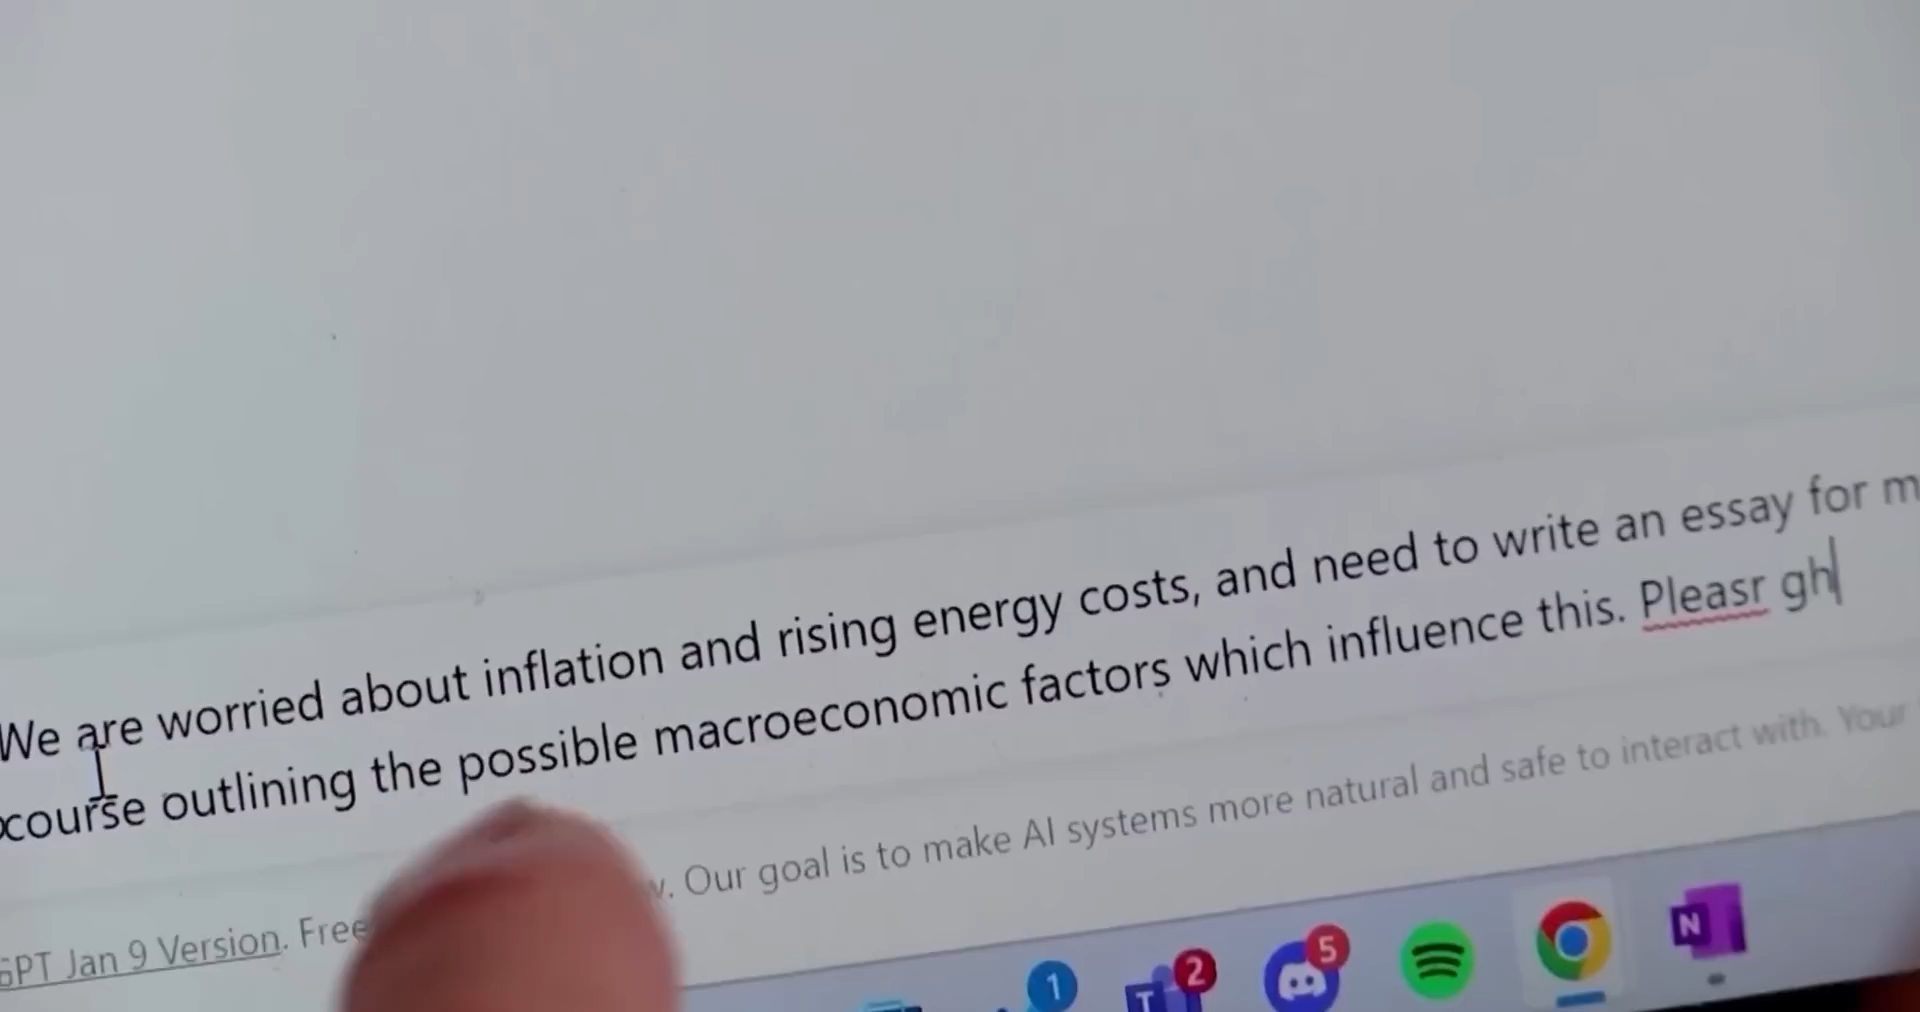 We are worried about inflation and rising energy costs, and need to write an essay for m
course outlining the possible macroeconomic factors which influence this. Pleasr gh
GPT Jan 9 Version. Free
. Our goal is to make AI systems more natural and safe to interact with. Your
1
T 2
5
N